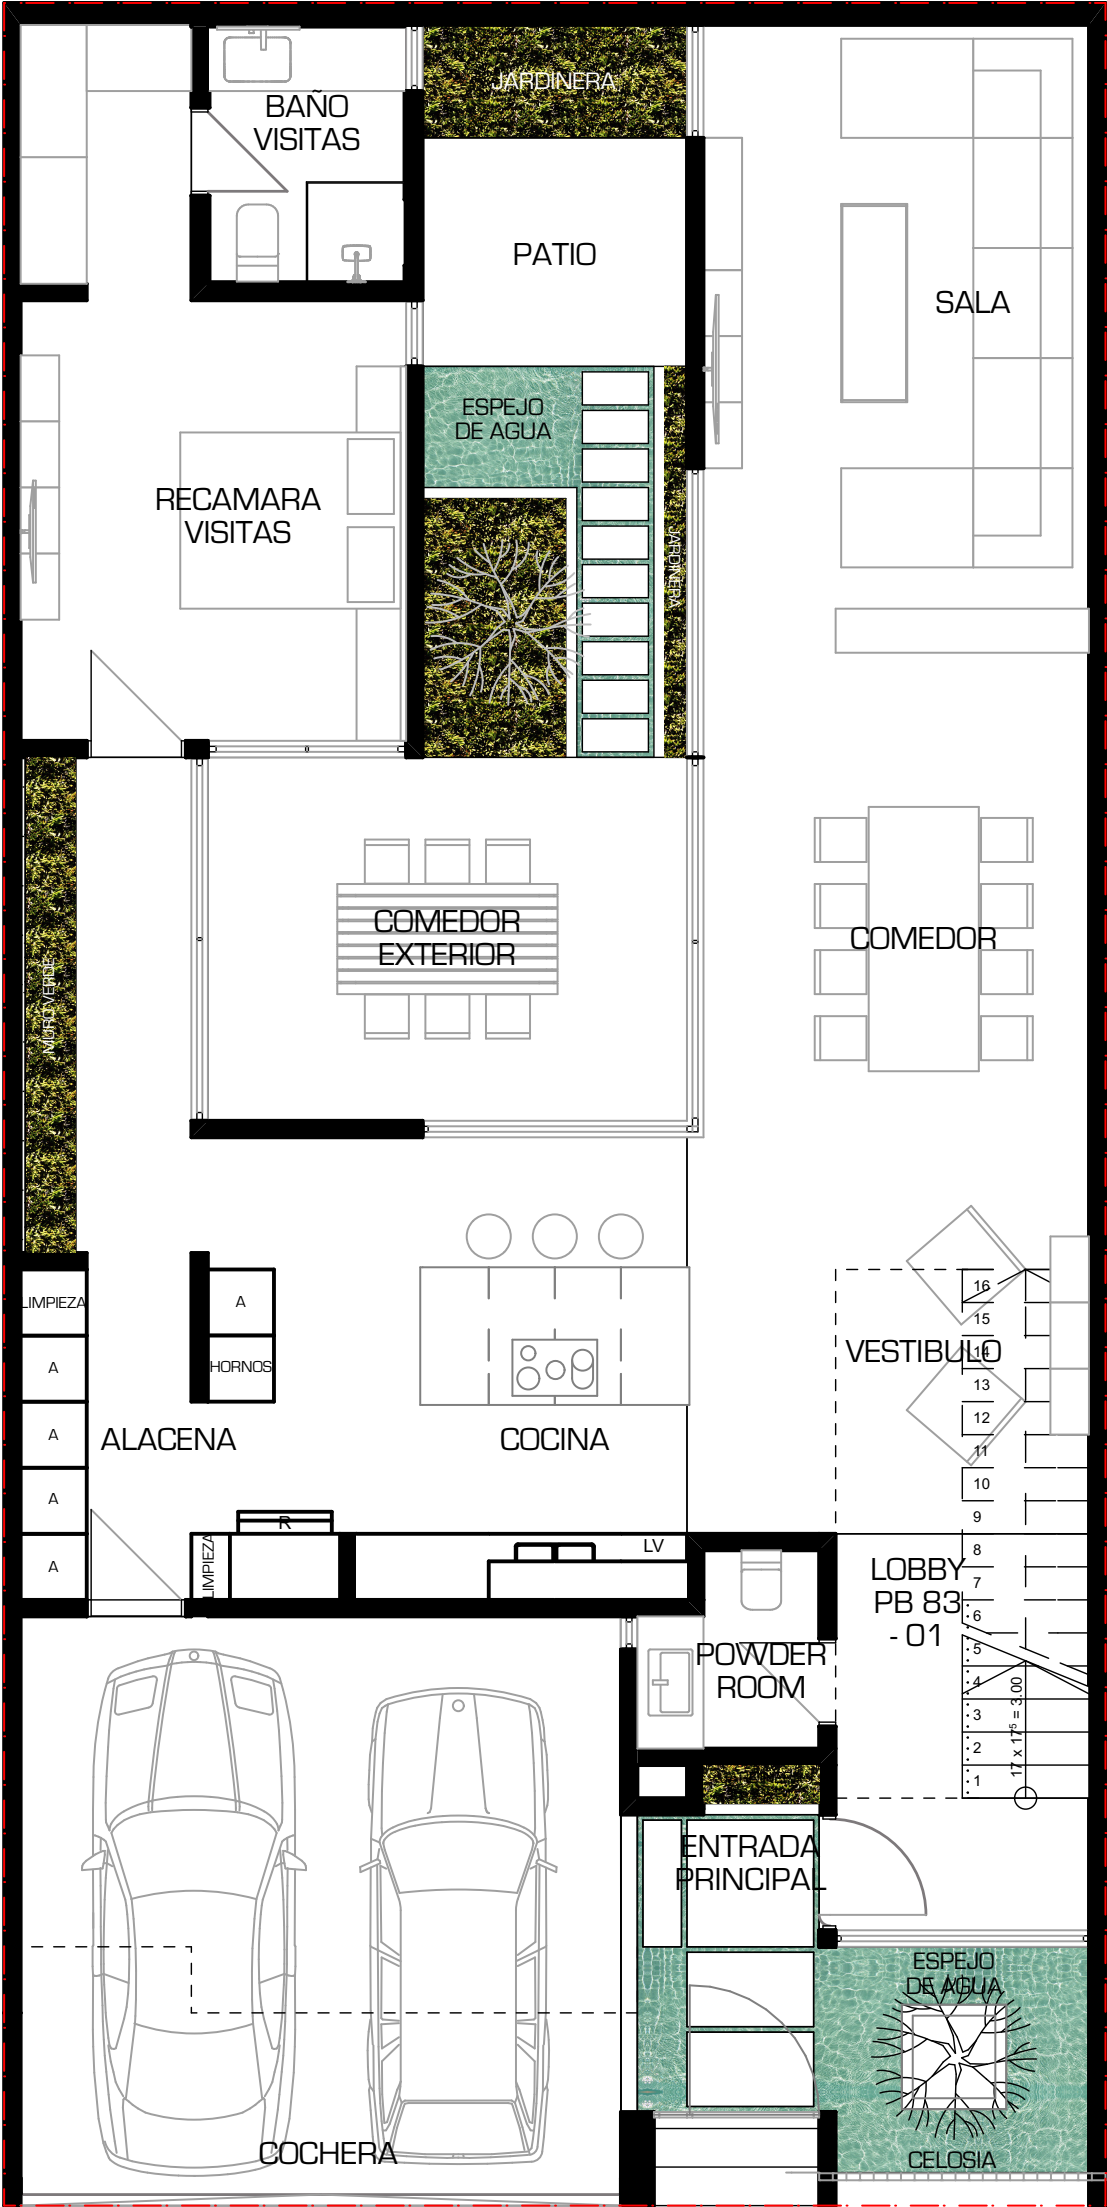 JARDINERA
BAÑO
VISITAS
PATIO
SALA
ESPEJO
DE AGUA
RECAMARA
VISITAS
JARDINERA
COMEDOR
EXTERIOR
COMEDOR
MURO VERDE
LIMPIEZA
A
HORNOS
A
A
A
A
ALACENA
COCINA
VESTIBULO
16
15
14
13
12
11
10
9
8
7
6
5
4
3
2
1
17 x 17⁵ = 3.00
R
LIMPIEZA
LV
LOBBY
PB 83
- 01
POWDER
ROOM
ENTRADA
PRINCIPAL
ESPEJO
DE AGUA
COCHERA
CELOSIA